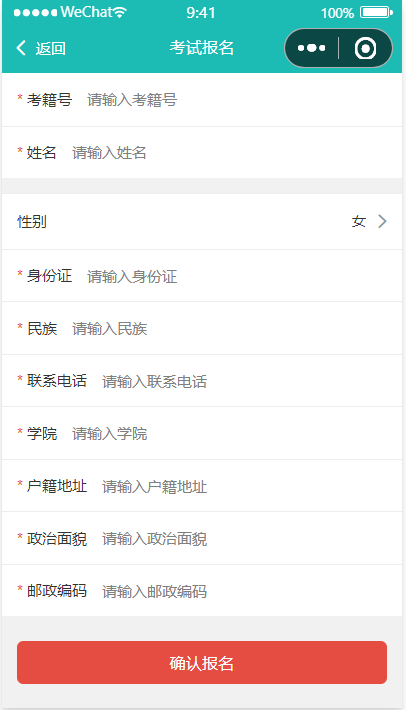 WeChat 9:41 100%
返回 考试报名
* 考籍号 请输入考籍号
* 姓名 请输入姓名
性别 女
* 身份证 请输入身份证
* 民族 请输入民族
* 联系电话 请输入联系电话
* 学院 请输入学院
* 户籍地址 请输入户籍地址
* 政治面貌 请输入政治面貌
* 邮政编码 请输入邮政编码
确认报名